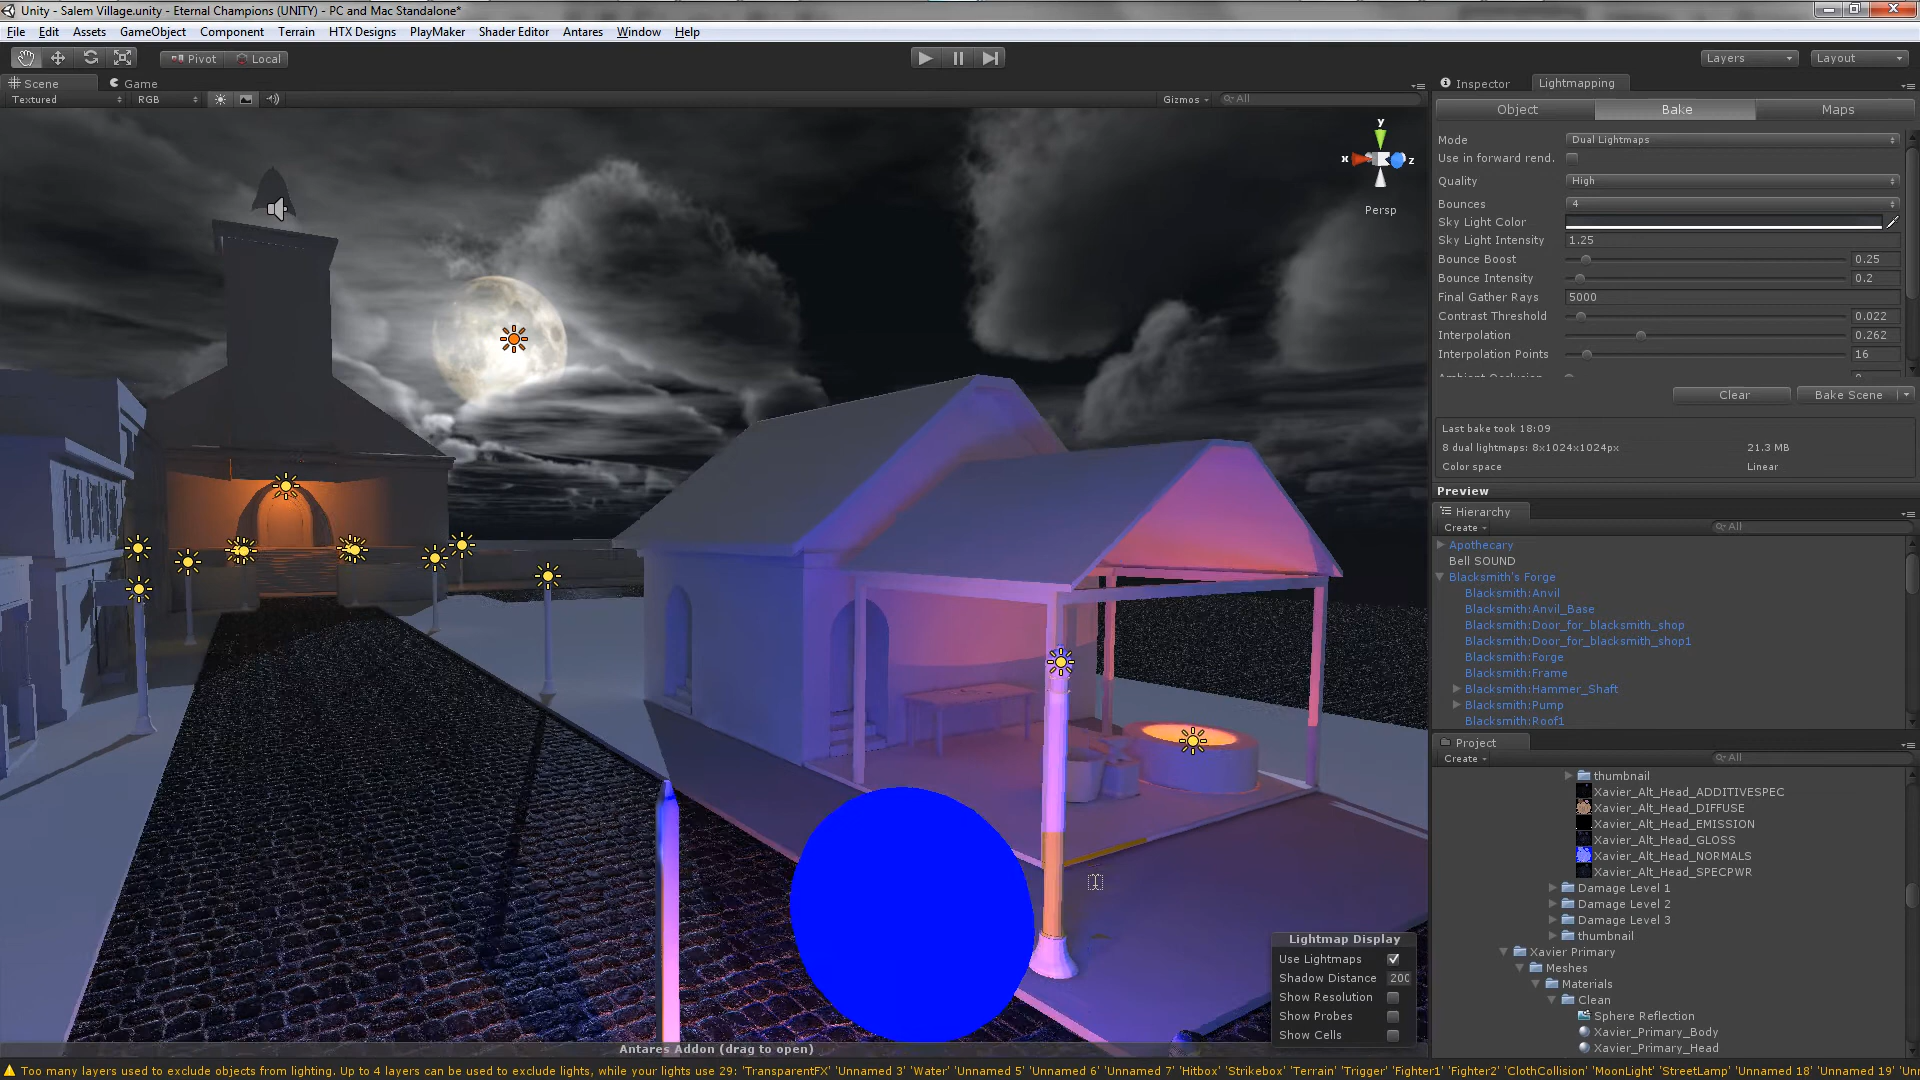 Unity - Salem Village.unity - Eternal Champions (UNITY) - PC and Mac Standalone*
File Edit Assets GameObject Component Terrain HTX Designs PlayMaker Shader Editor Antares Window Help
Pivot Local Layers Layout
Scene Game
Textured RGB Gizmos All
y
x z
Persp
Inspector Lightmapping
Object Bake Maps
Mode Dual Lightmaps
Use in forward rend.
Quality High
Bounces 4
Sky Light Color
Sky Light Intensity 1.25
Bounce Boost 0.25
Bounce Intensity 0.2
Final Gather Rays 5000
Contrast Threshold 0.022
Interpolation 0.262
Interpolation Points 16
Ambient Occlusion
Clear Bake Scene
Last bake took 18:09
8 dual lightmaps: 8x1024x1024px 21.3 MB
Color space Linear
Preview
Hierarchy
Create All
Apothecary
Bell SOUND
Blacksmith's Forge
Blacksmith:Anvil
Blacksmith:Anvil_Base
Blacksmith:Door_for_blacksmith_shop
Blacksmith:Door_for_blacksmith_shop1
Blacksmith:Forge
Blacksmith:Frame
Blacksmith:Hammer_Shaft
Blacksmith:Pump
Blacksmith:Roof1
Project
Create All
thumbnail
Xavier_Alt_Head_ADDITIVESPEC
Xavier_Alt_Head_DIFFUSE
Xavier_Alt_Head_EMISSION
Xavier_Alt_Head_GLOSS
Xavier_Alt_Head_NORMALS
Xavier_Alt_Head_SPECPWR
Damage Level 1
Damage Level 2
Damage Level 3
thumbnail
Xavier Primary
Meshes
Materials
Clean
Sphere Reflection
Xavier_Primary_Body
Xavier_Primary_Head
Lightmap Display
Use Lightmaps
Shadow Distance 200
Show Resolution
Show Probes
Show Cells
Antares Addon (drag to open)
Too many layers used to exclude objects from lighting. Up to 4 layers can be used to exclude lights, while your lights use 29: 'TransparentFX' 'Unnamed 3' 'Water' 'Unnamed 5' 'Unnamed 6' 'Unnamed 7' 'Hitbox' 'Strikebox' 'Terrain' 'Trigger' 'Fighter1' 'Fighter2' 'ClothCollision' 'MoonLight' 'StreetLamp' 'Unnamed 18' 'Unnamed 19'